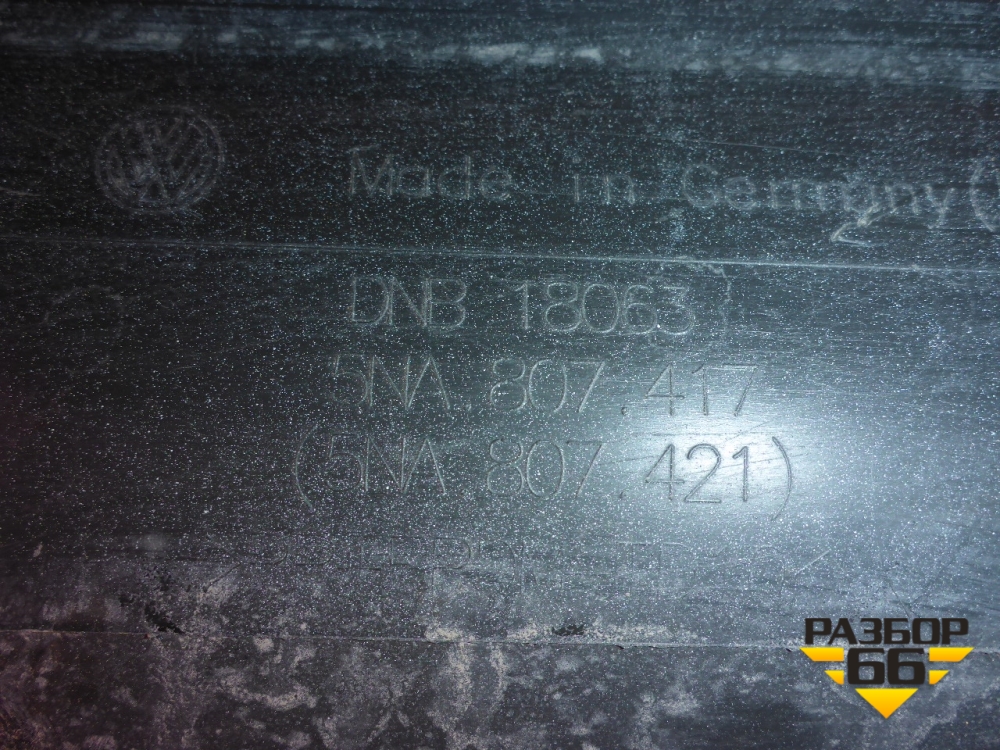 Made in Germany (
DNB 18063
5NA.807.417
(5NA 807.421)
РАЗБОР
66